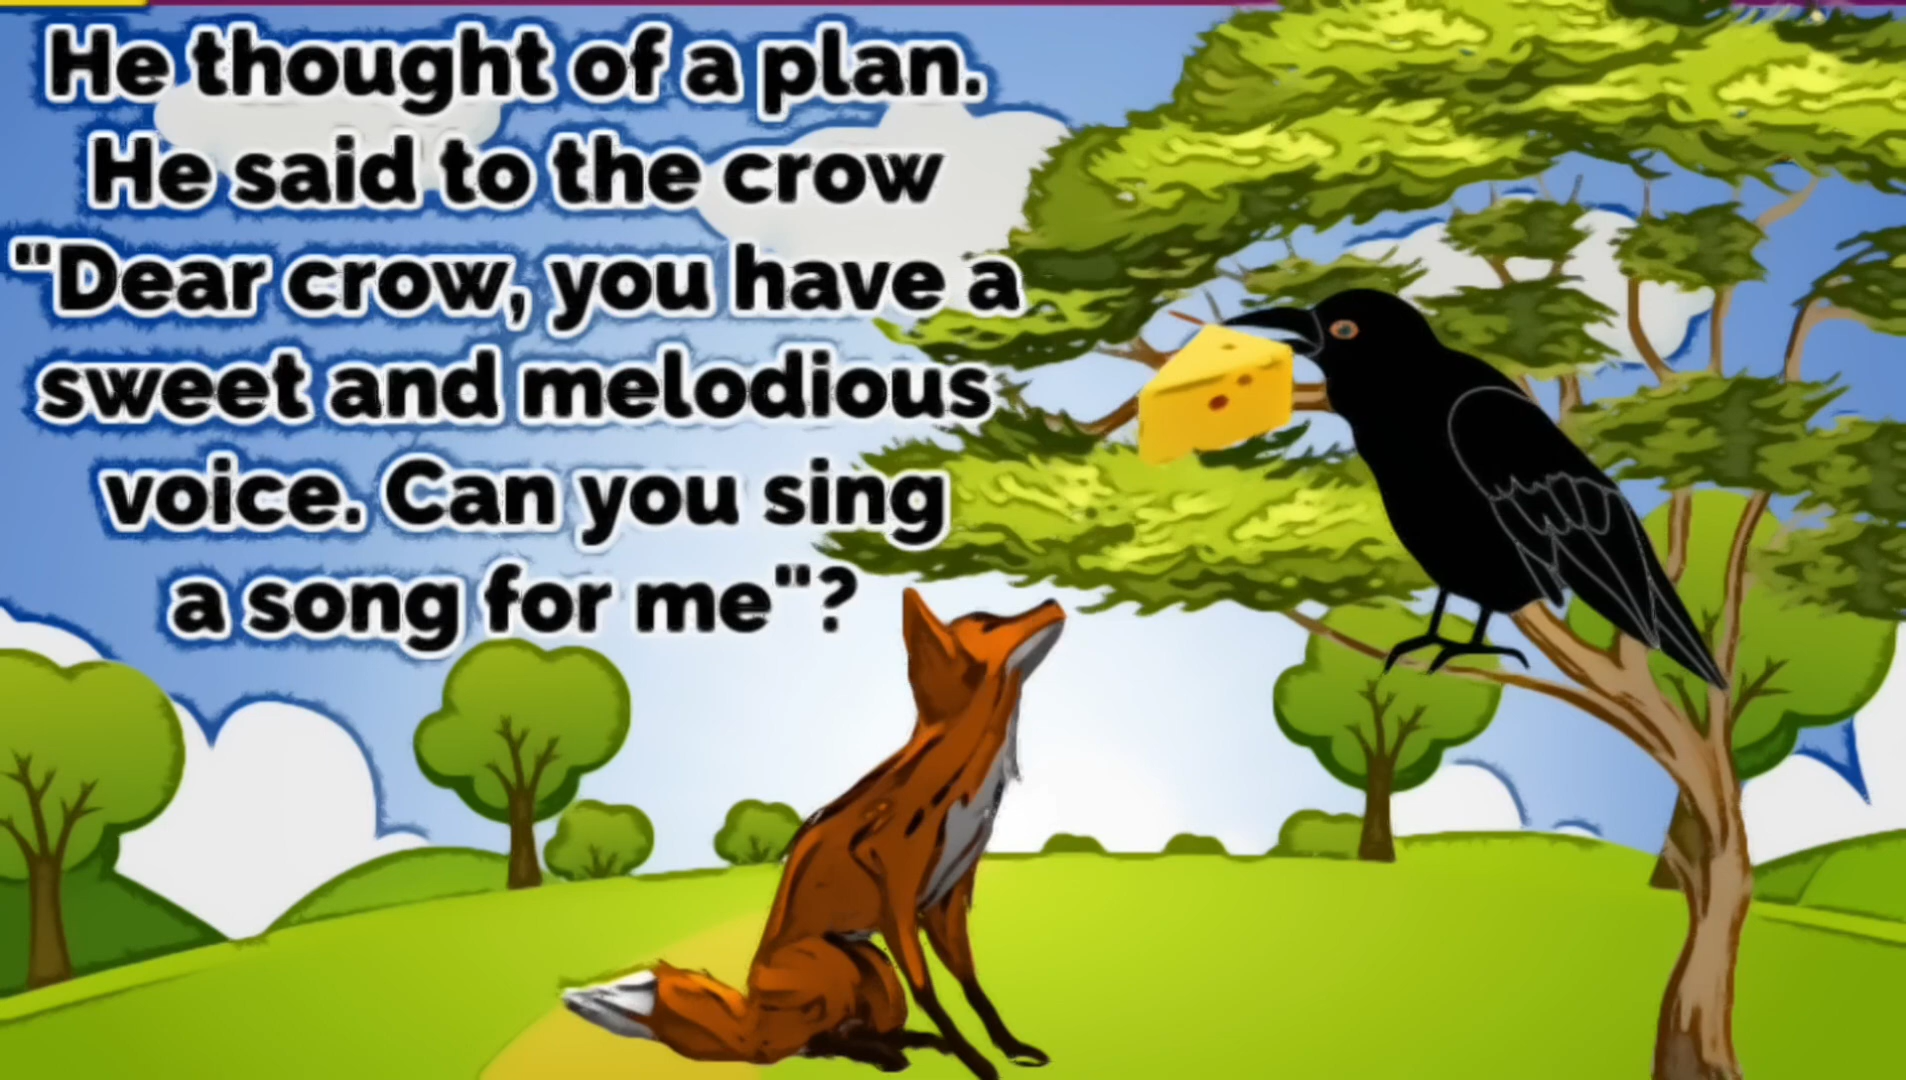 He thought of a plan.
He said to the crow
"Dear crow, you have a
sweet and melodious
voice. Can you sing
a song for me"?